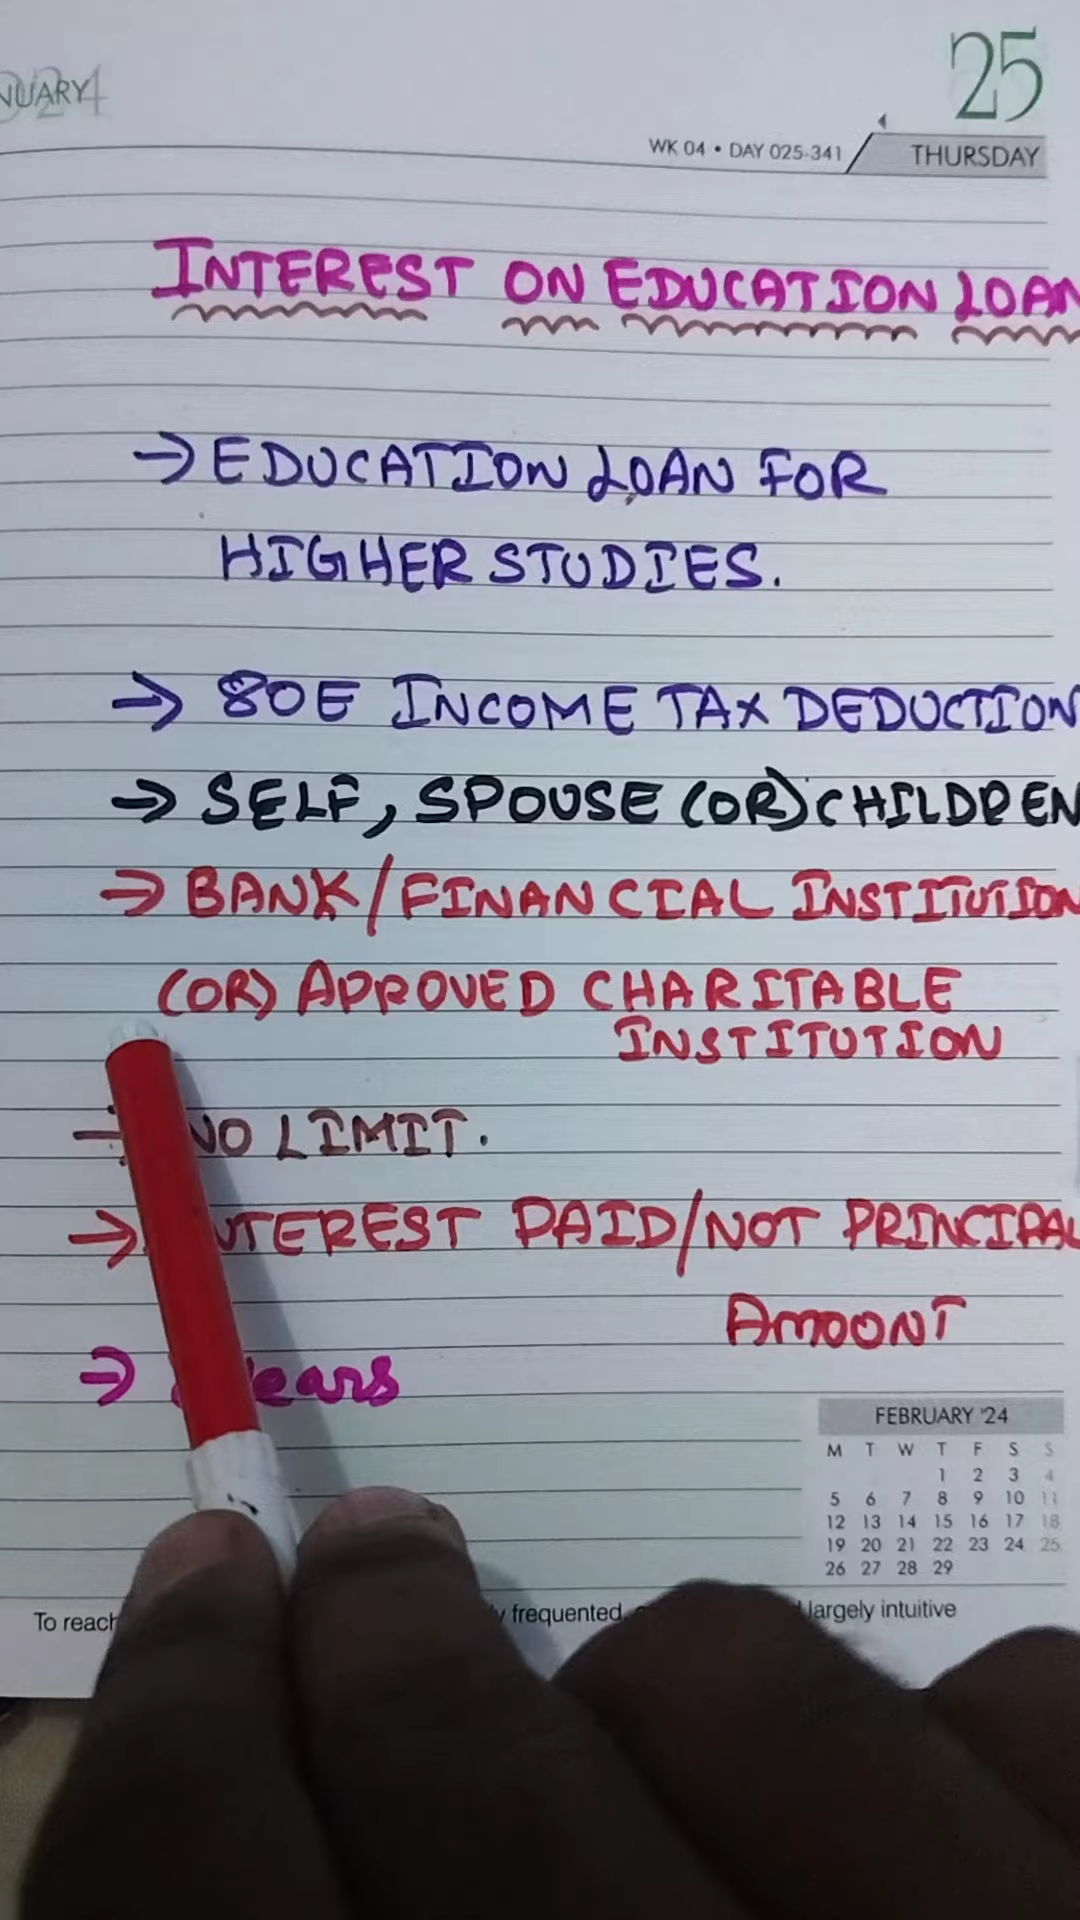 25
WK 04 • DAY 025-341
THURSDAY
INTEREST ON EDUCATION LOAN
→ EDUCATION LOAN FOR
HIGHER STUDIES.
→ 80E INCOME TAX DEDUCTION
→ SELF, SPOUSE (OR) CHILDREN
→ BANK/FINANCIAL INSTITUTION
(OR) APPROVED CHARITABLE
INSTITUTION
NO LIMIT.
→ INTEREST PAID/NOT PRINCIPAL
AMOUNT
→
FEBRUARY '24
M T W T F S S
1 2 3 4
5 6 7 8 9 10 11
12 13 14 15 16 17 18
19 20 21 22 23 24 25
26 27 28 29
To reach frequented, largely intuitive